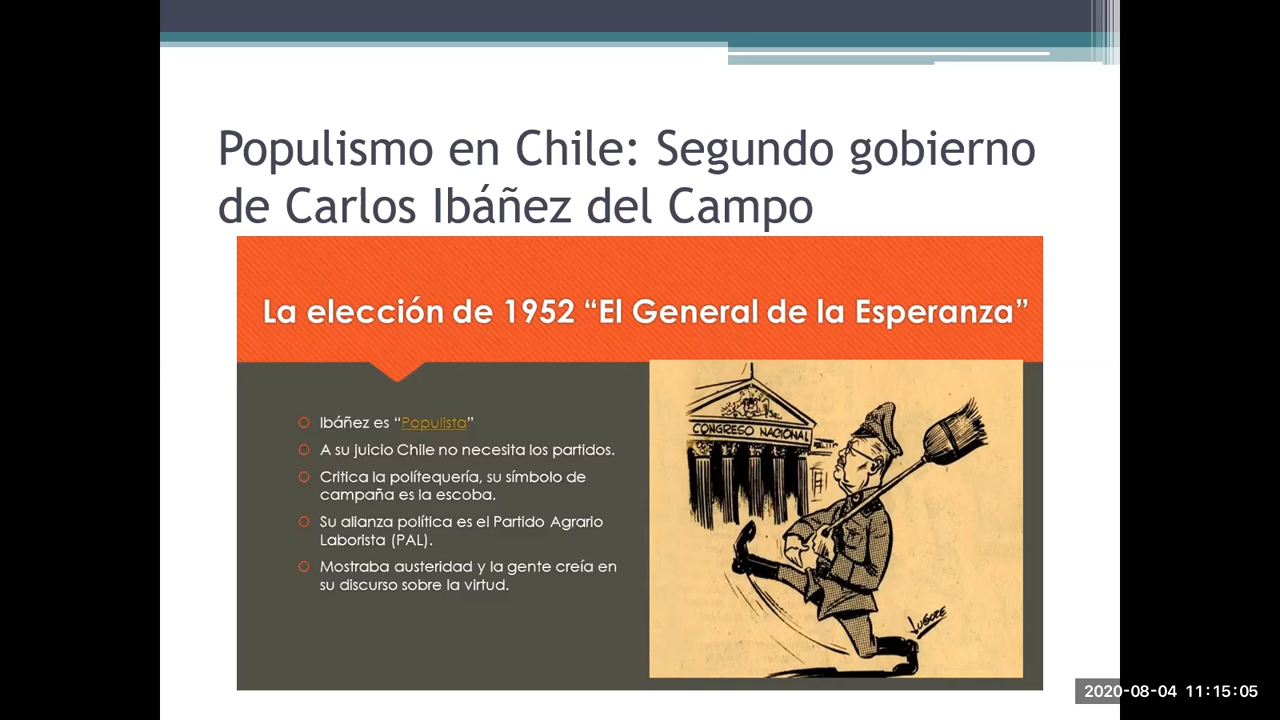 Populismo en Chile: Segundo gobierno
de Carlos Ibáñez del Campo
La elección de 1952 “El General de la Esperanza”
Ibáñez es “Populista”
A su juicio Chile no necesita los partidos.
Critica la polítequería, su símbolo de
campaña es la escoba.
Su alianza política es el Partido Agrario
Laborista (PAL).
Mostraba austeridad y la gente creía en
su discurso sobre la virtud.
CONGRESO NACIONAL
LUGOZE
2020-08-04 11:15:05